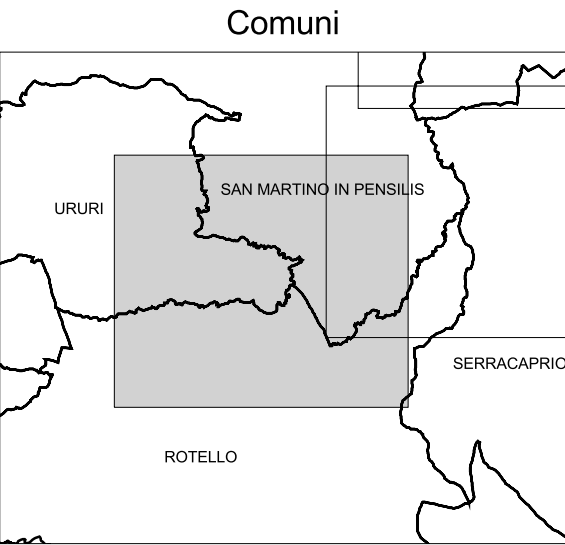 Comuni
SAN MARTINO IN PENSILIS
URURI
SERRACAPRIO
ROTELLO